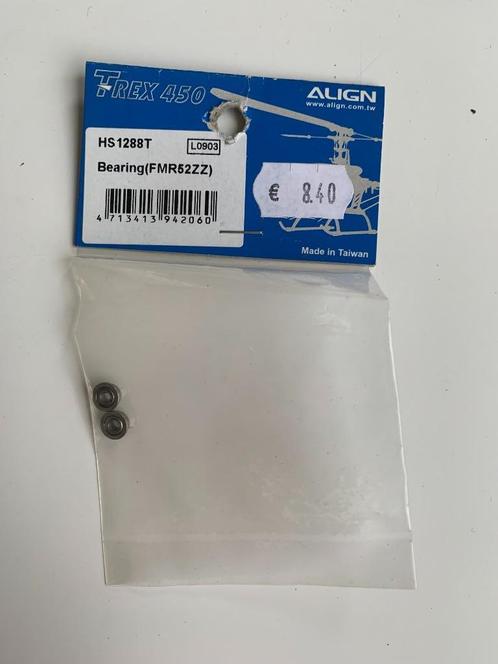 T-REX 450
ALIGN
www.align.com.tw
HS1288T
L0903
Bearing(FMR52ZZ)
4 713413 942060
€ 8.40
Made in Taiwan